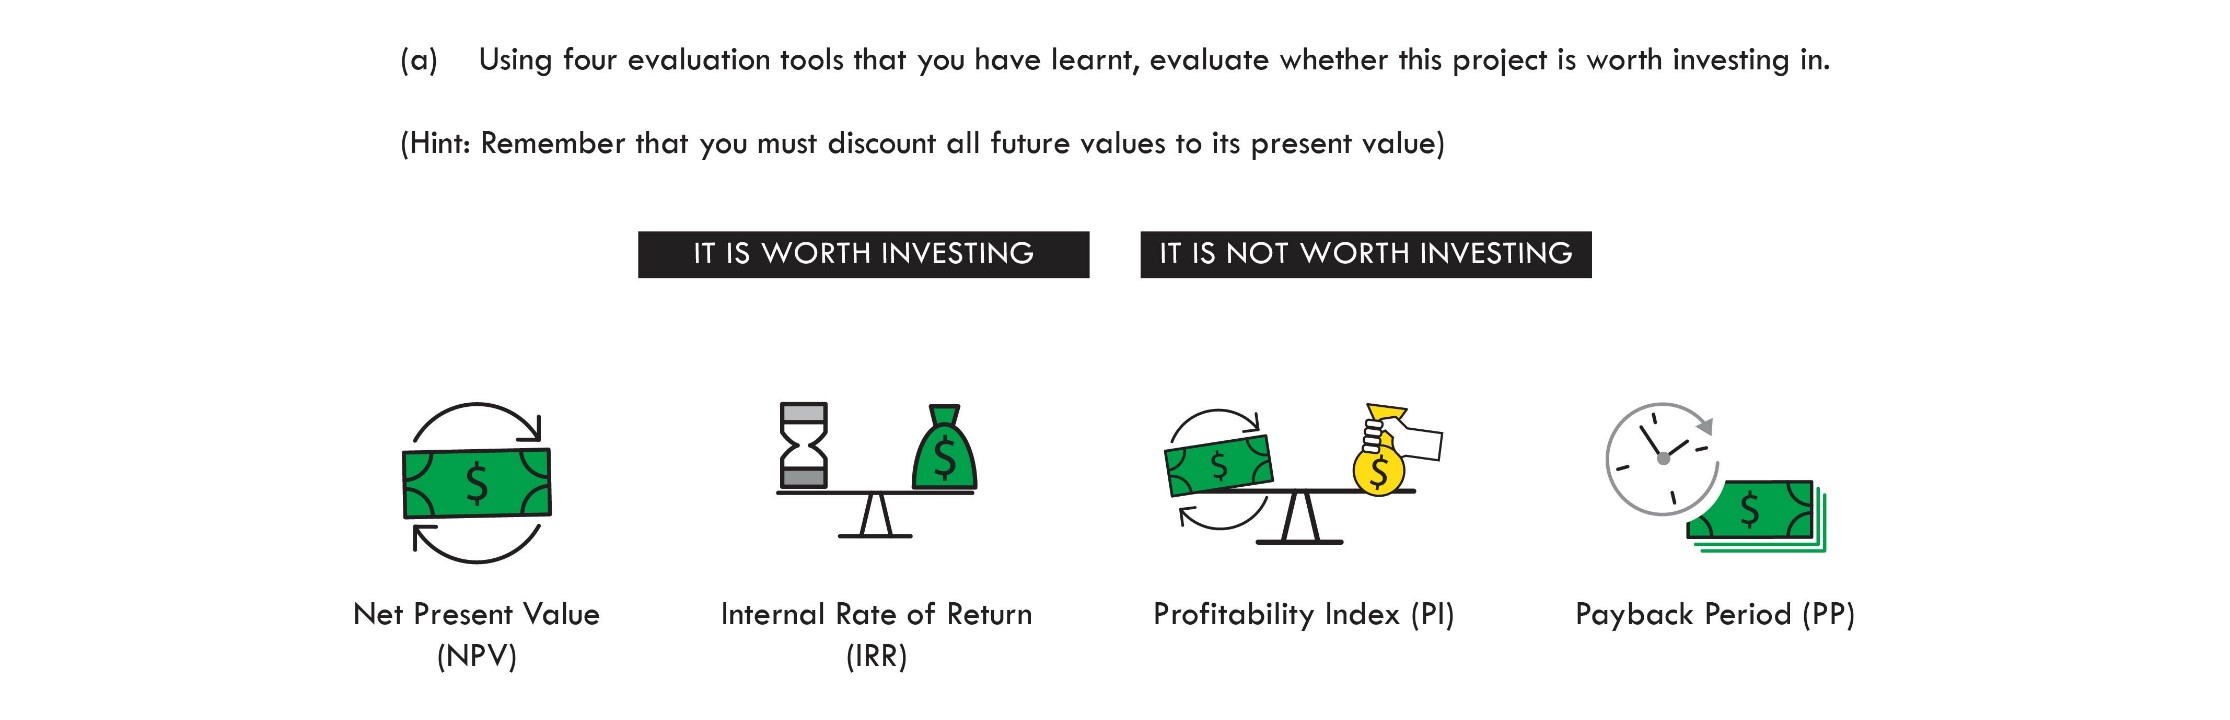 (a) Using four evaluation tools that you have learnt, evaluate whether this project is worth investing in.
(Hint: Remember that you must discount all future values to its present value)
IT IS WORTH INVESTING
IT IS NOT WORTH INVESTING
$
$
$
$
$
Net Present Value
(NPV)
Internal Rate of Return
(IRR)
Profitability Index (PI)
Payback Period (PP)